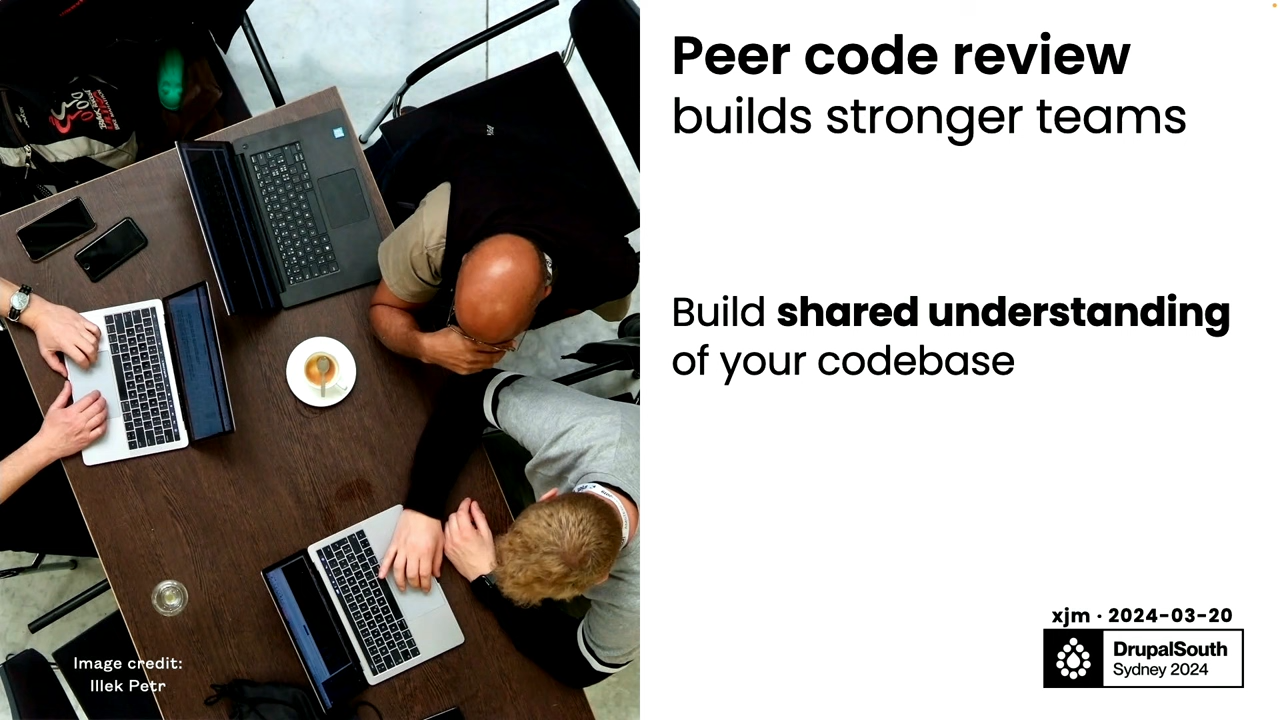 Peer code review
builds stronger teams
Build shared understanding
of your codebase
xjm · 2024-03-20
DrupalSouth
Sydney 2024
Image credit:
Illek Petr